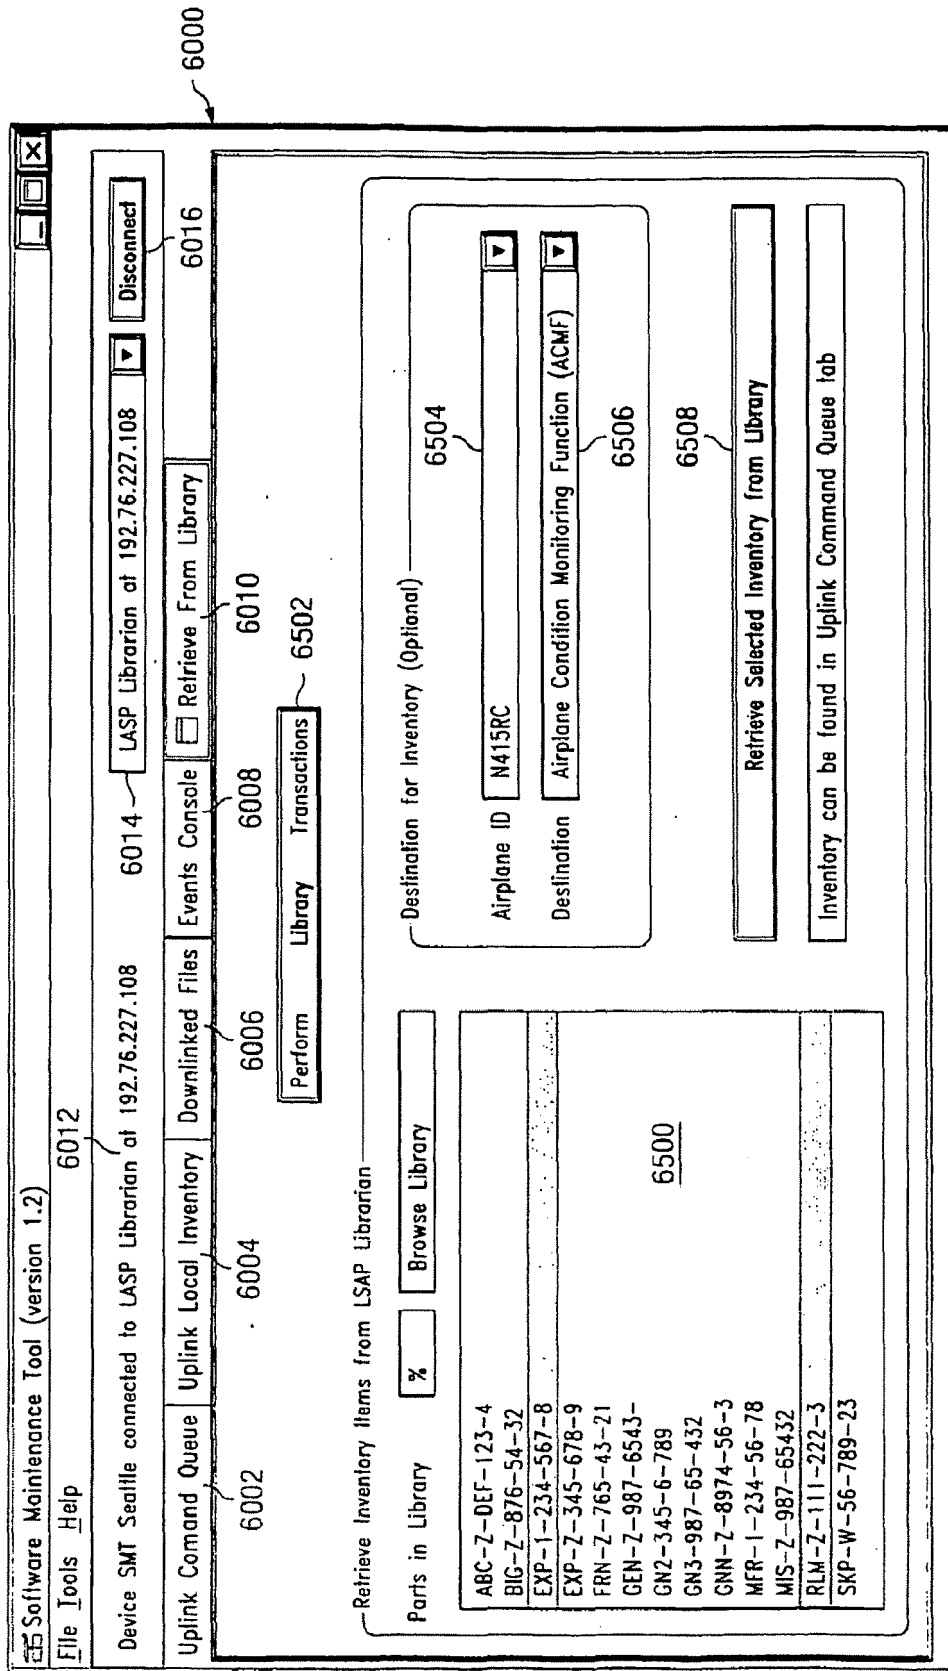 Software Maintenance Tool (version 1.2)
File Tools Help
6012
Device SMT Seattle connected to LASP Librarian at 192.76.227.108
6014
LASP Librarian at 192.76.227.108
Disconnect
6016
6000
Uplink Comand Queue
Uplink Local Inventory
Downlinked Files
Events Console
Retrieve From Library
6002
6004
6006
6008
6010
Perform Library Transactions
6502
Retrieve Inventory Items from LSAP Librarian
Parts in Library
%
Browse Library
ABC-Z-DEF-123-4
BIG-Z-876-54-32
EXP-1-234-567-8
EXP-Z-345-678-9
FRN-Z-765-43-21
GEN-Z-987-6543-
GN2-345-6-789
GN3-987-65-432
GNN-Z-8974-56-3
MFR-1-234-56-78
MIS-Z-987-65432
RLM-Z-111-222-3
SKP-W-56-789-23
6500
Destination for Inventory (Optional)
6504
Airplane ID
N415RC
Destination
Airplane Condition Monitoring Function (ACMF)
6506
6508
Retrieve Selected Inventory from Library
Inventory can be found in Uplink Command Queue tab